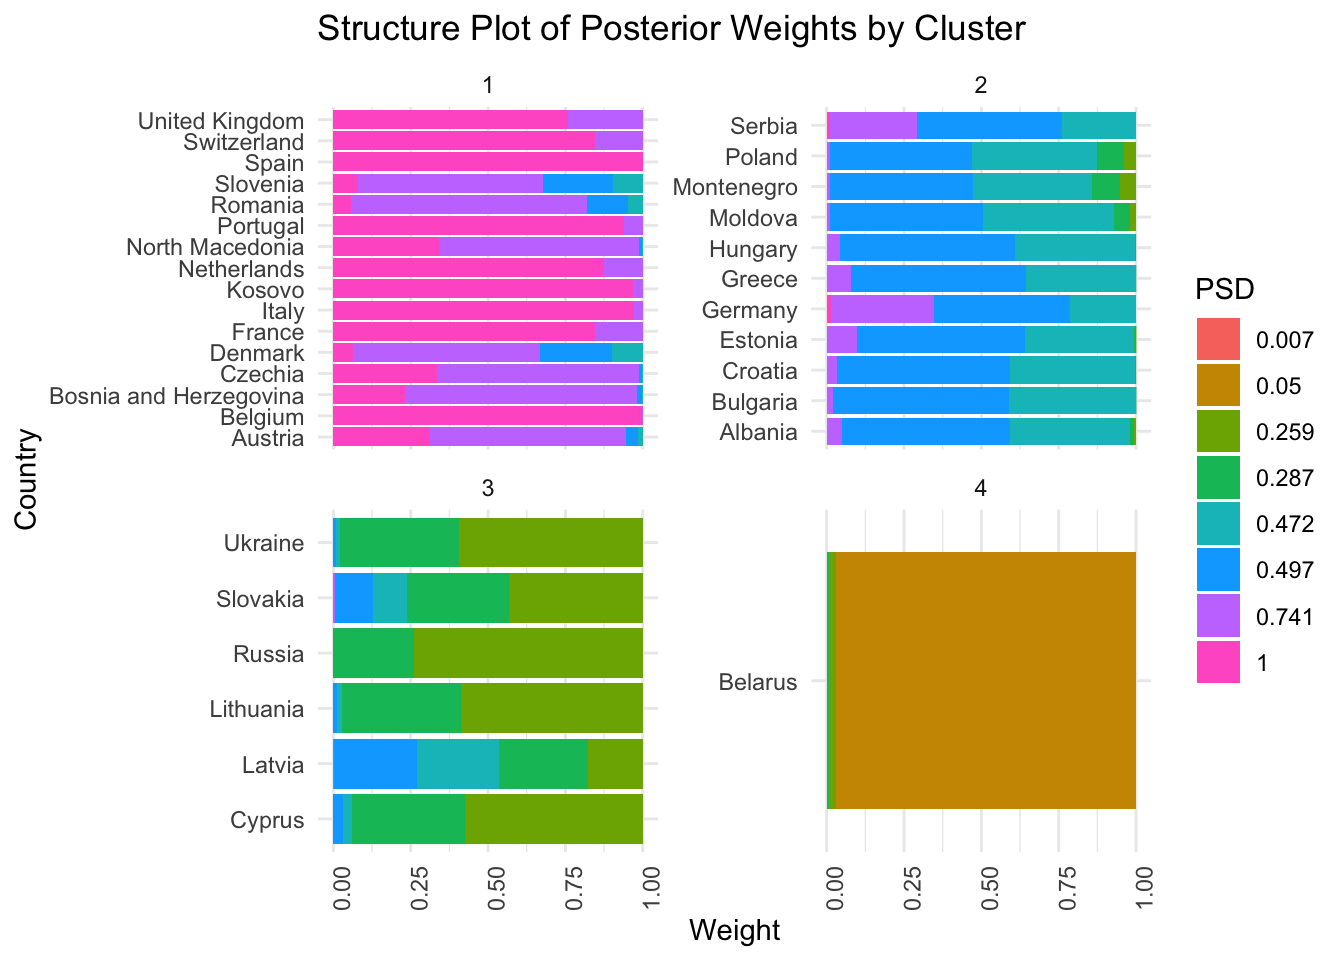 Structure Plot of Posterior Weights by Cluster
1
United Kingdom
Switzerland
Spain
Slovenia
Romania
Portugal
North Macedonia
Netherlands
Kosovo
Italy
France
Denmark
Czechia
Bosnia and Herzegovina
Belgium
Austria
2
Serbia
Poland
Montenegro
Moldova
Hungary
Greece
Germany
Estonia
Croatia
Bulgaria
Albania
Country
3
Ukraine
Slovakia
Russia
Lithuania
Latvia
Cyprus
0.00
0.25
0.50
0.75
1.00
4
Belarus
0.00
0.25
0.50
0.75
1.00
Weight
PSD
0.007
0.05
0.259
0.287
0.472
0.497
0.741
1